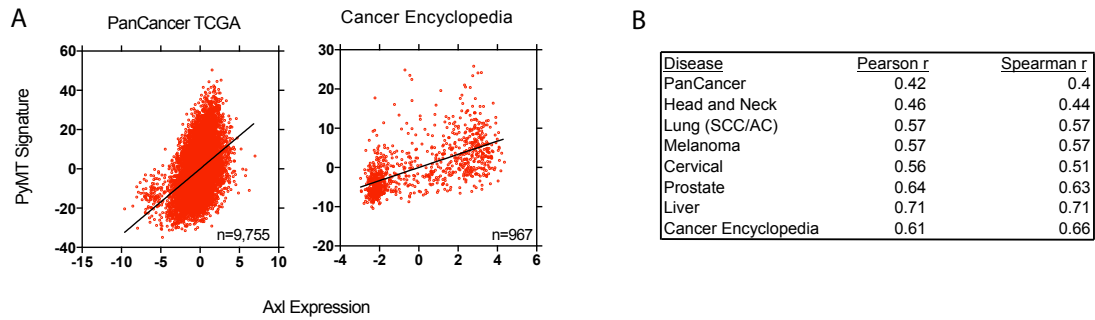 A
PanCancer TCGA
Cancer Encyclopedia
B
PyMT Signature
60
40
20
0
-20
-40
-15 -10 -5 0 5 10
n=9,755
30
20
10
0
-10
-20
-4 -2 0 2 4 6
n=967
Axl Expression
Disease Pearson r Spearman r
PanCancer 0.42 0.4
Head and Neck 0.46 0.44
Lung (SCC/AC) 0.57 0.57
Melanoma 0.57 0.57
Cervical 0.56 0.51
Prostate 0.64 0.63
Liver 0.71 0.71
Cancer Encyclopedia 0.61 0.66